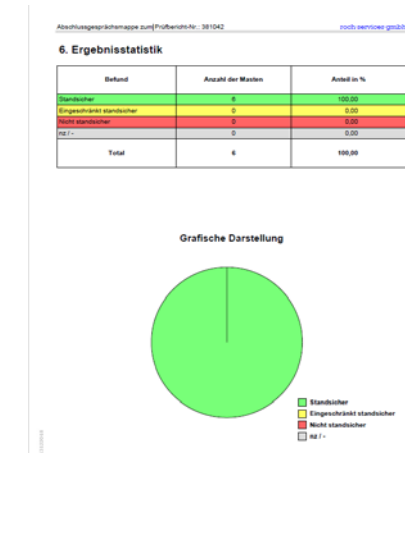 Abschlussgesprächsmappe zum Prüfbericht-Nr.: 381042 roch services gmbh
6. Ergebnisstatistik
Befund Anzahl der Masten Anteil in %
Standsicher 6 100,00
Eingeschränkt standsicher 0 0,00
Nicht standsicher 0 0,00
nz / - 0 0,00
Total 6 100,00
Grafische Darstellung
Standsicher
Eingeschränkt standsicher
Nicht standsicher
nz / -